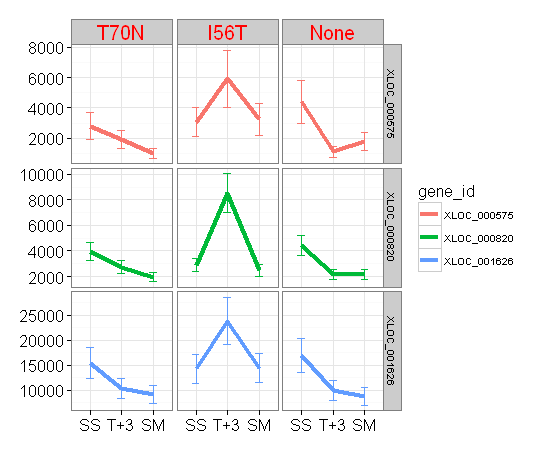 T70N I56T None
8000
6000
4000
2000
XLOC_000575
10000
8000
6000
4000
2000
XLOC_000820
25000
20000
15000
10000
XLOC_001626
SS T+3 SM SS T+3 SM SS T+3 SM
gene_id
XLOC_000575
XLOC_000820
XLOC_001626